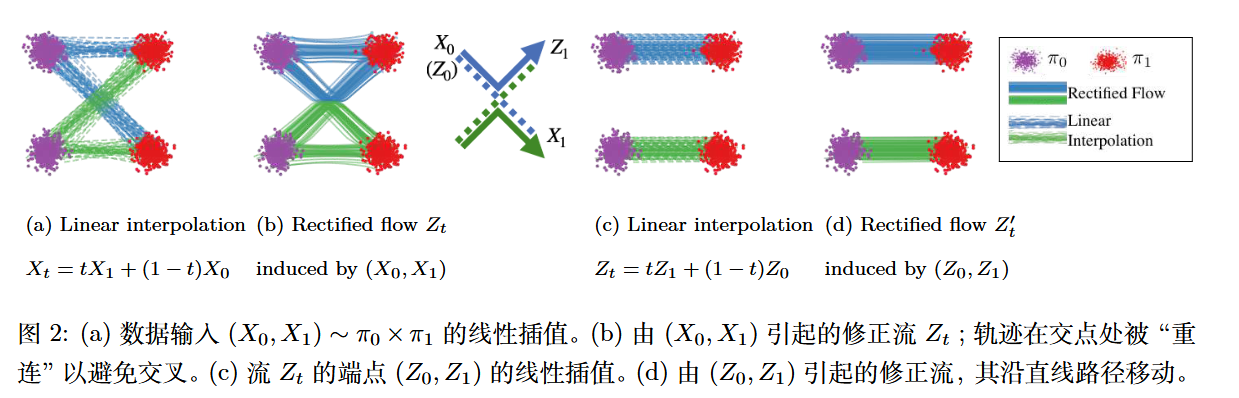 X₀
(Z₀)
Z₁
X₁
π₀ π₁
Rectified Flow
Linear
Interpolation
(a) Linear interpolation (b) Rectified flow Zₜ
(c) Linear interpolation (d) Rectified flow Z′ₜ
Xₜ = tX₁ + (1 − t)X₀ induced by (X₀, X₁)
Zₜ = tZ₁ + (1 − t)Z₀ induced by (Z₀, Z₁)
图 2: (a) 数据输入 (X₀, X₁) ∼ π₀ × π₁ 的线性插值。(b) 由 (X₀, X₁) 引起的修正流 Zₜ ; 轨迹在交点处被 “重
连” 以避免交叉。(c) 流 Zₜ 的端点 (Z₀, Z₁) 的线性插值。(d) 由 (Z₀, Z₁) 引起的修正流, 其沿直线路径移动。